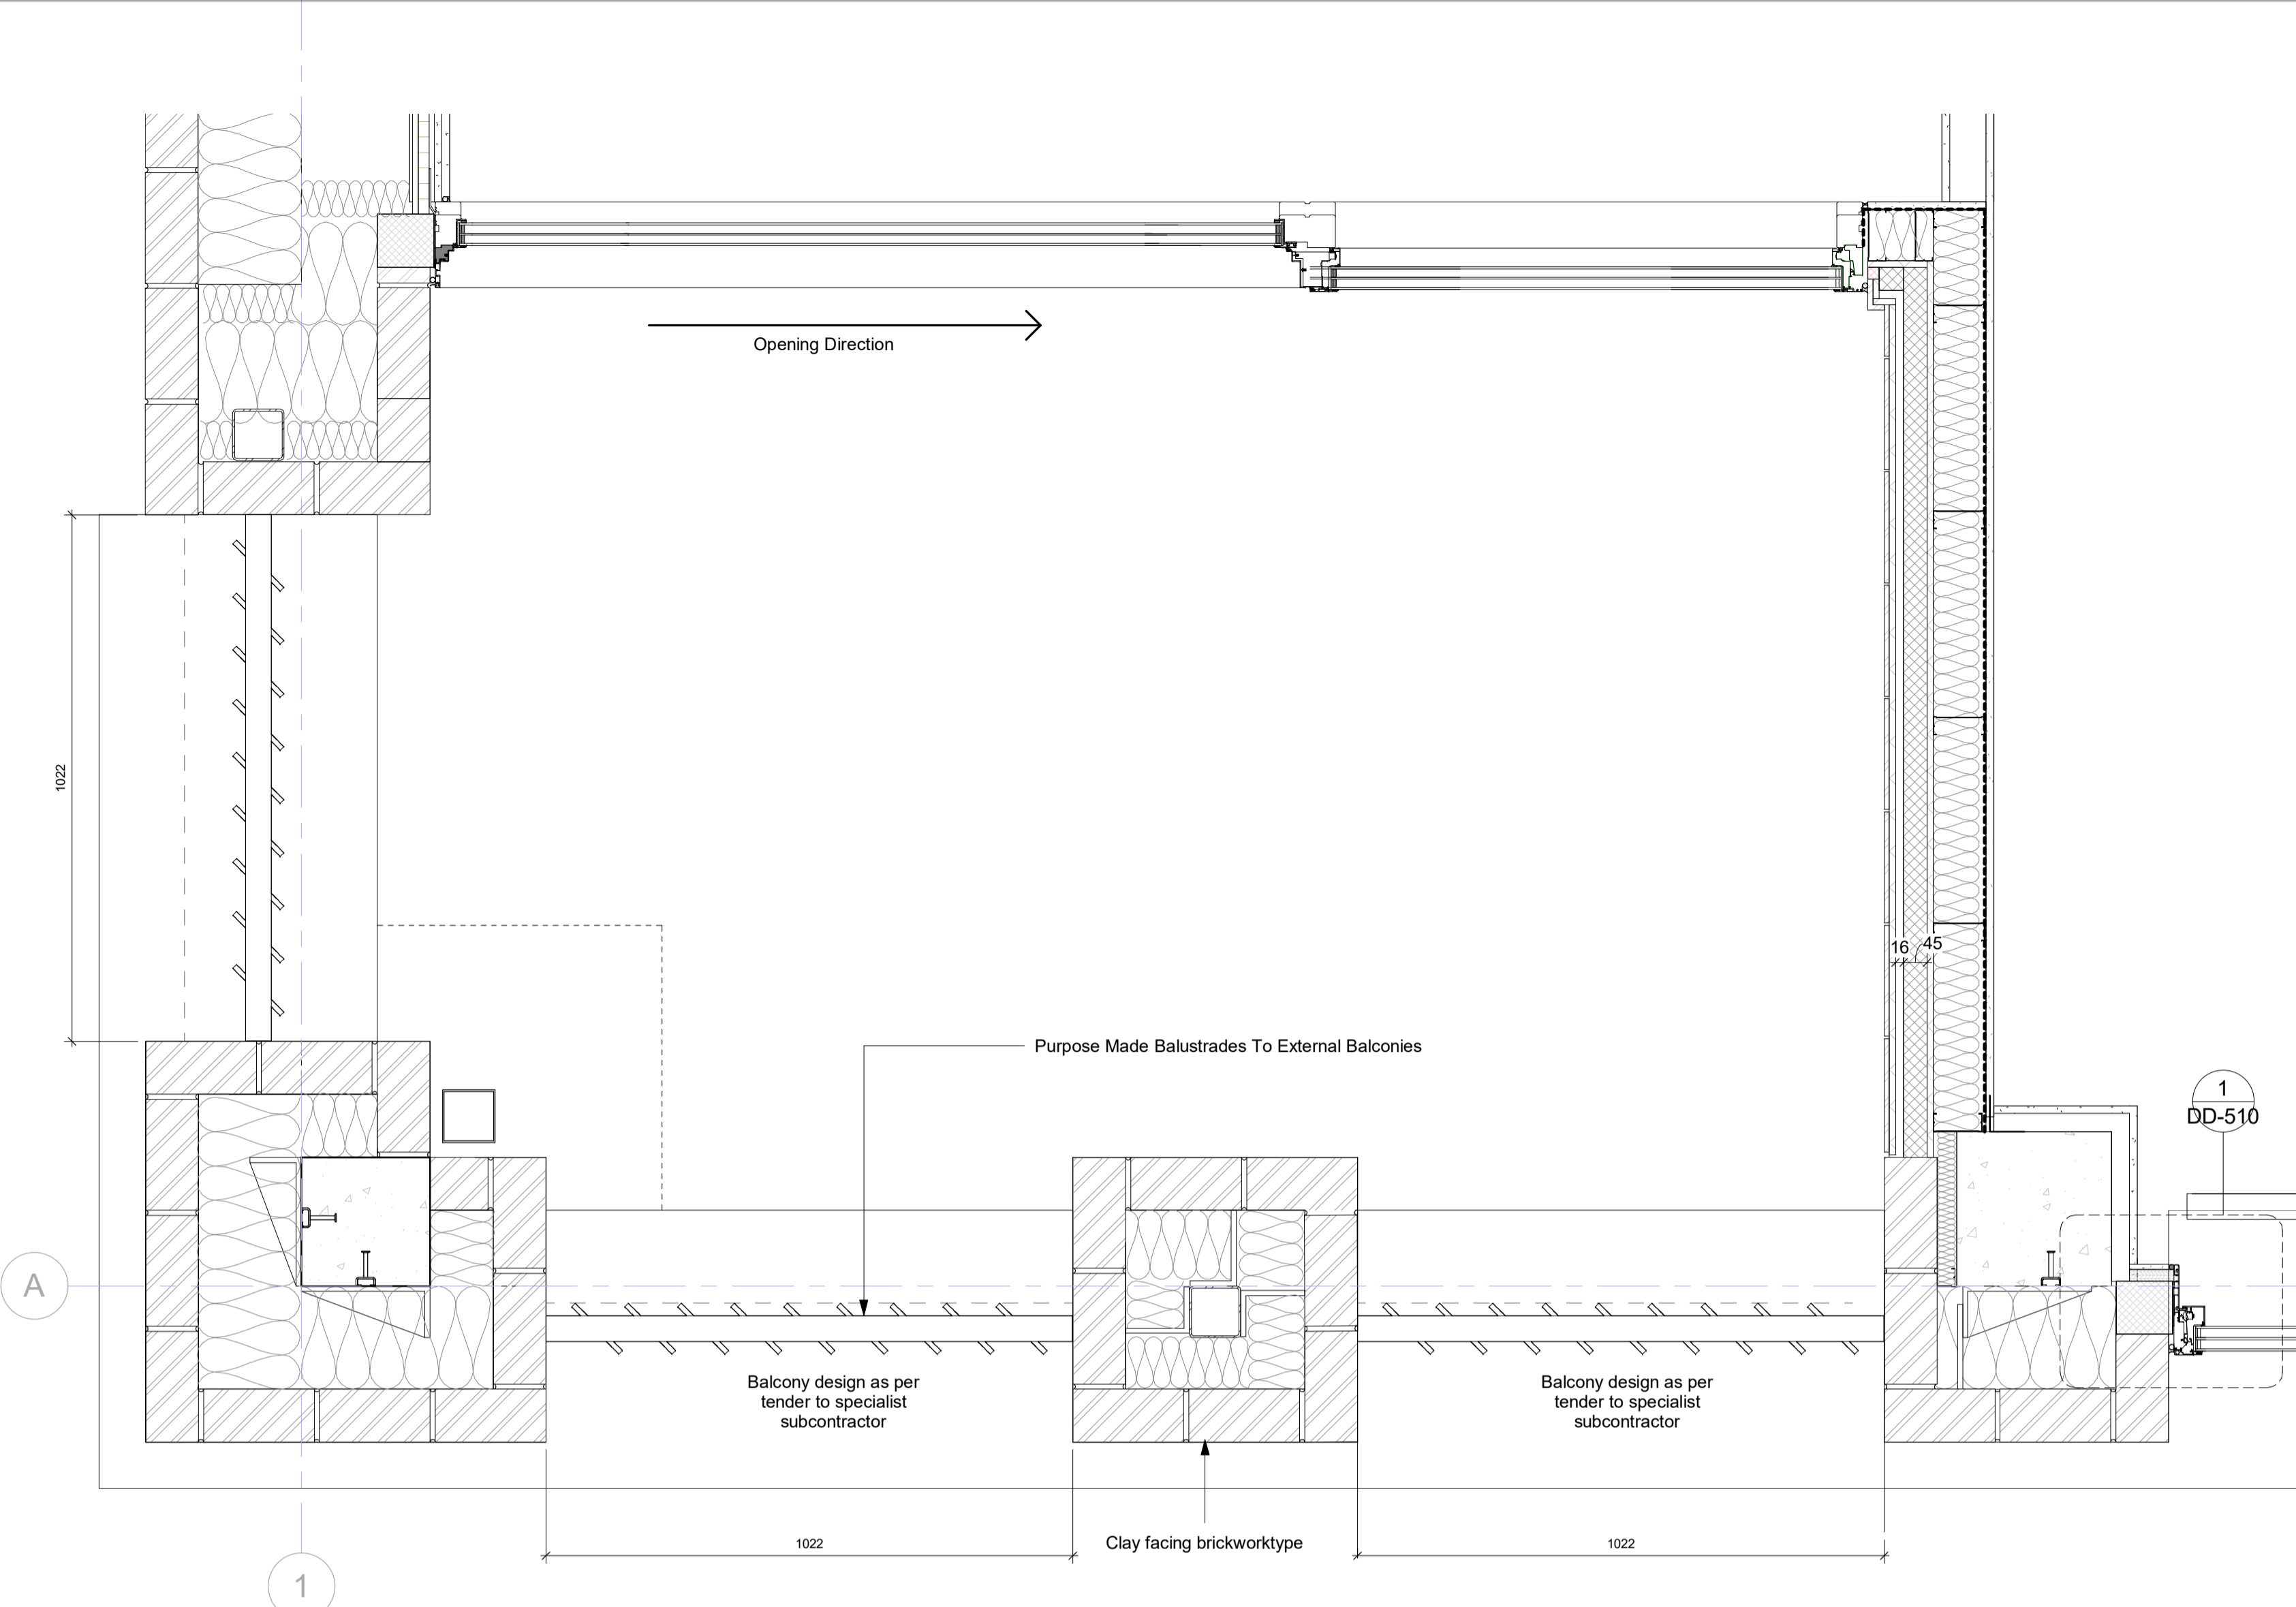 Opening Direction
1022
16
45
Purpose Made Balustrades To External Balconies
1
DD-510
A
Balcony design as per
tender to specialist
subcontractor
Balcony design as per
tender to specialist
subcontractor
1022
Clay facing brickworktype
1022
1